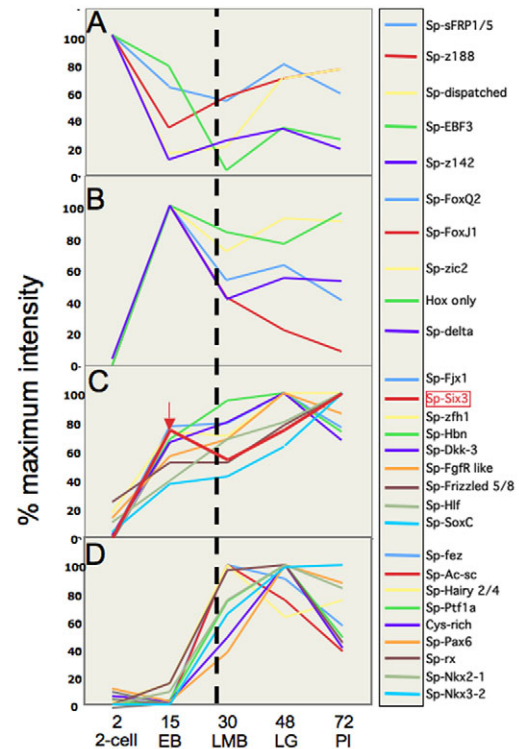 A
100
80
60
40
20
0
B
100
80
60
40
20
0
C
100
80
60
40
20
0
D
100
80
60
40
20
0
% maximum intensity
2 15 30 48 72
2-cell EB LMB LG Pl
Sp-sFRP1/5
Sp-z188
Sp-dispatched
Sp-EBF3
Sp-z142
Sp-FoxQ2
Sp-FoxJ1
Sp-zic2
Hox only
Sp-delta
Sp-Fjx1
Sp-Six3
Sp-zfh1
Sp-Hbn
Sp-Dkk-3
Sp-FgfR like
Sp-Frizzled 5/8
Sp-Hlf
Sp-SoxC
Sp-fez
Sp-Ac-sc
Sp-Hairy 2/4
Sp-Ptf1a
Cys-rich
Sp-Pax6
Sp-rx
Sp-Nkx2-1
Sp-Nkx3-2